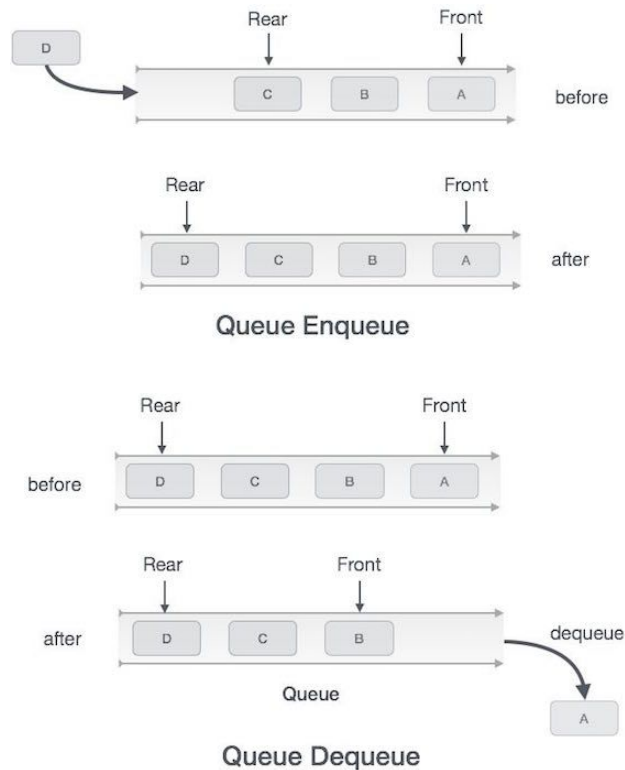 Rear Front
D
C B A
before
Rear Front
D C B A
after
Queue Enqueue
Rear Front
before
D C B A
Rear Front
after
D C B
dequeue
Queue
A
Queue Dequeue